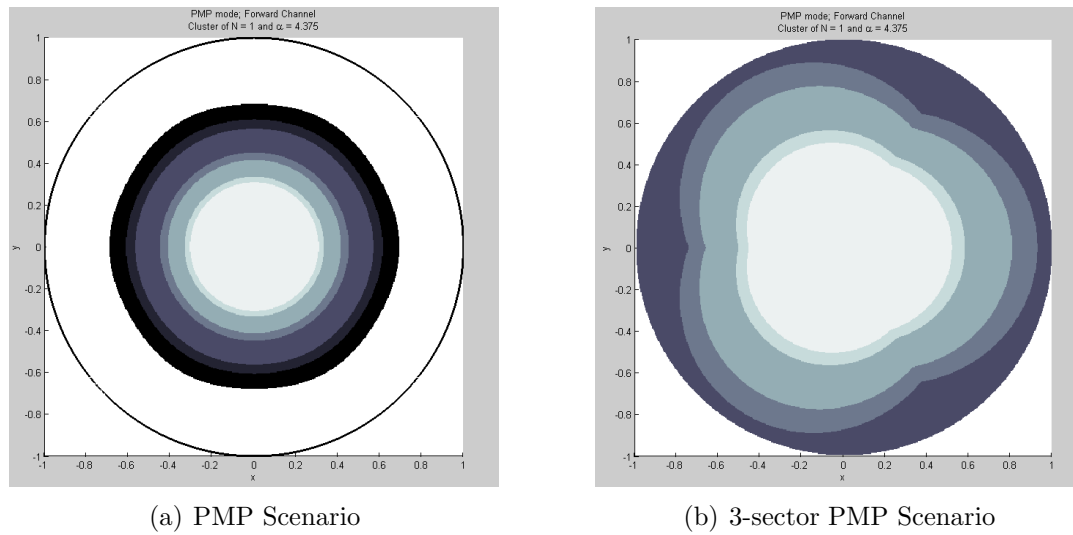 PMP mode; Forward Channel
Cluster of N = 1 and α = 4.375
1
0.8
0.6
0.4
0.2
0
-0.2
-0.4
-0.6
-0.8
-1
y
-1 -0.8 -0.6 -0.4 -0.2 0 0.2 0.4 0.6 0.8 1
x
(a) PMP Scenario
PMP mode; Forward Channel
Cluster of N = 1 and α = 4.375
1
0.8
0.6
0.4
0.2
0
-0.2
-0.4
-0.6
-0.8
-1
y
-1 -0.8 -0.6 -0.4 -0.2 0 0.2 0.4 0.6 0.8 1
x
(b) 3-sector PMP Scenario